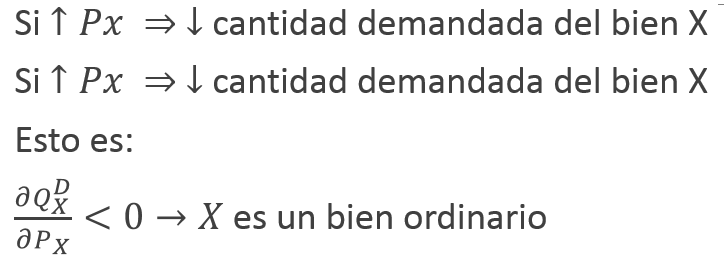 Si ↑ Px ⇒ ↓ cantidad demandada del bien X
Si ↑ Px ⇒ ↓ cantidad demandada del bien X
Esto es:
∂Q_X^D / ∂P_X < 0 → X es un bien ordinario